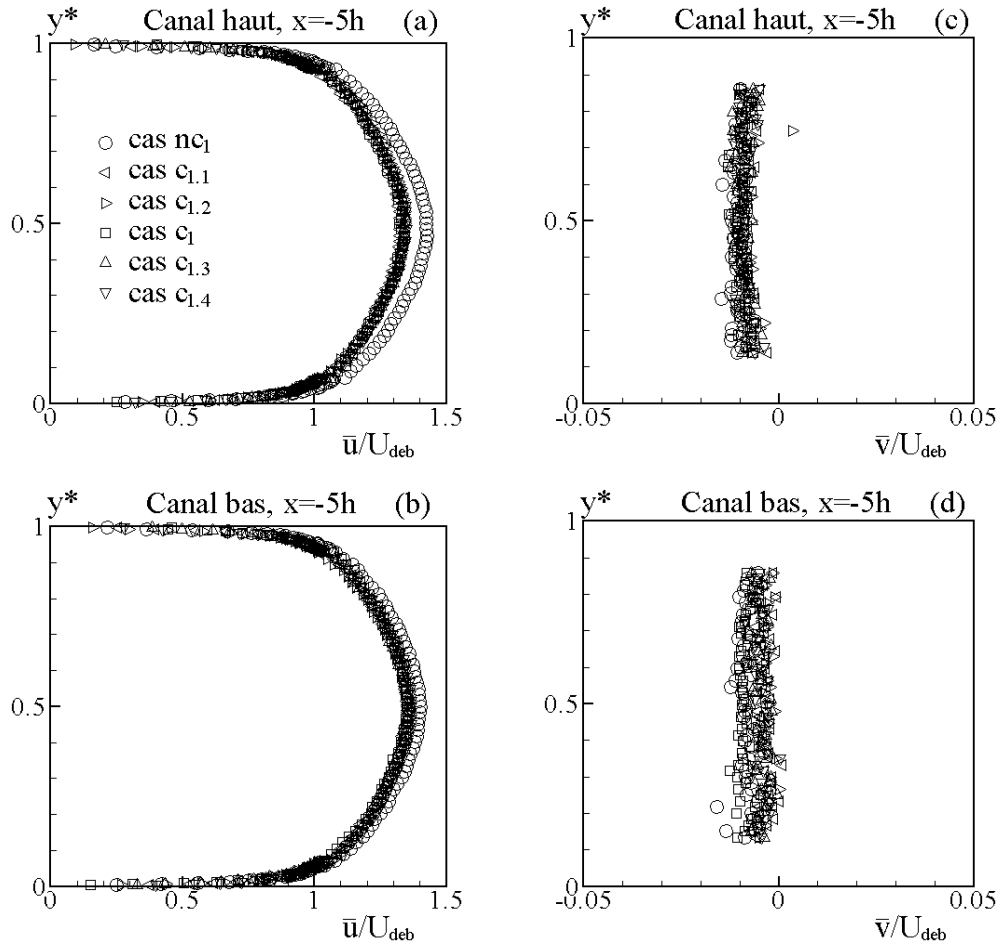 y* Canal haut, x=-5h (a)
1
0.5
0
0 0.5 1 1.5
u̅/U_deb
cas nc₁
cas c₁.₁
cas c₁.₂
cas c₁
cas c₁.₃
cas c₁.₄
y* Canal haut, x=-5h (c)
1
0.5
0
-0.05 0 0.05
v̅/U_deb
y* Canal bas, x=-5h (b)
1
0.5
0
0 0.5 1 1.5
u̅/U_deb
y* Canal bas, x=-5h (d)
1
0.5
0
-0.05 0 0.05
v̅/U_deb